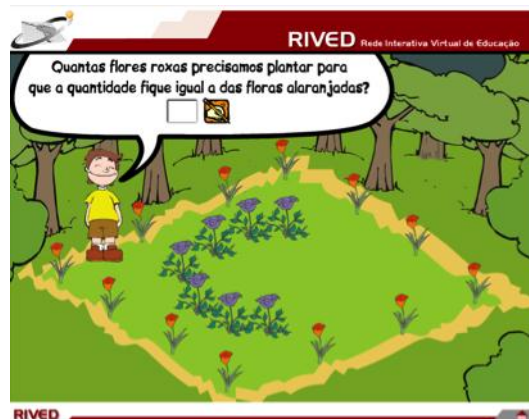 RIVED Rede Interativa Virtual de Educação
Quantas flores roxas precisamos plantar para
que a quantidade fique igual a das floras alaranjadas?
RIVED